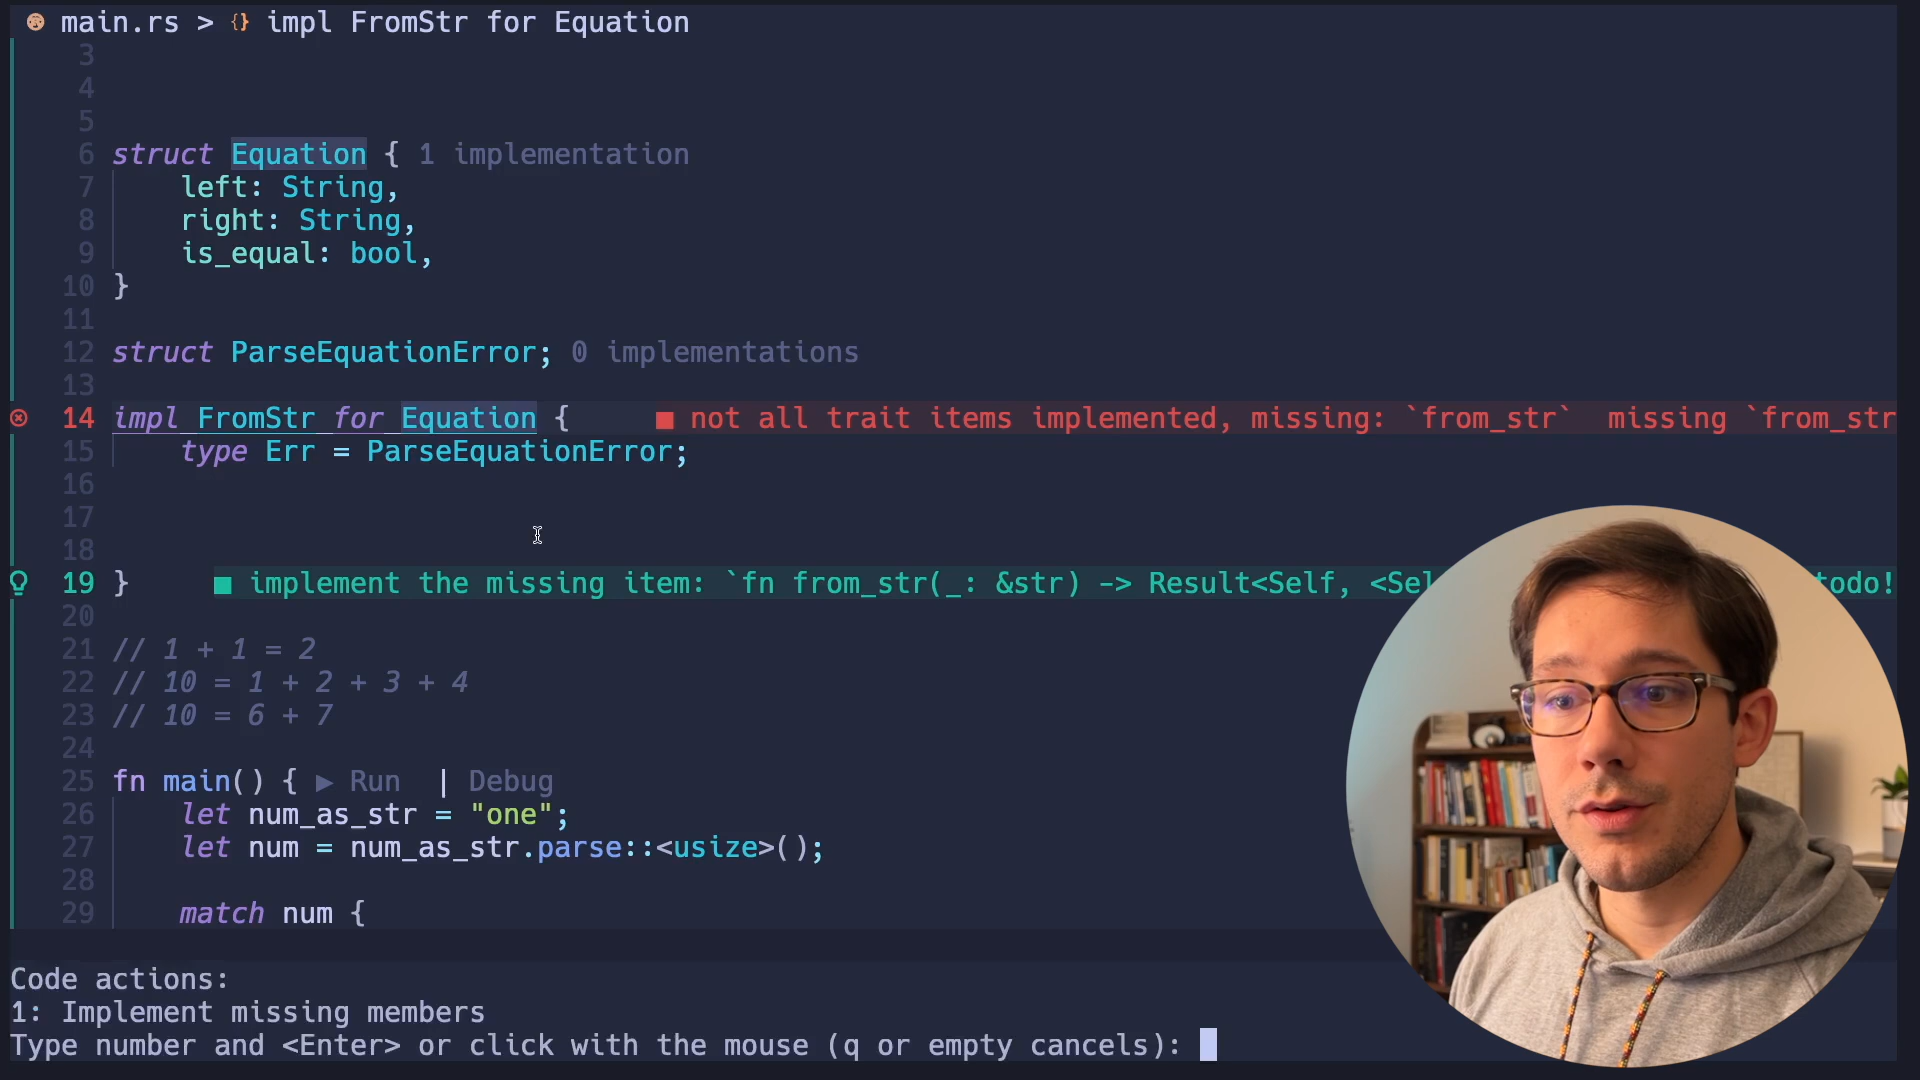 main.rs > {} impl FromStr for Equation
3
4
5
6 struct Equation { 1 implementation
7 left: String,
8 right: String,
9 is_equal: bool,
10 }
11
12 struct ParseEquationError; 0 implementations
13
14 impl FromStr for Equation { ■ not all trait items implemented, missing: `from_str` missing `from_str
15 type Err = ParseEquationError;
16
17
18
19 } ■ implement the missing item: `fn from_str(_: &str) -> Result<Self, <Sel todo!
20
21 // 1 + 1 = 2
22 // 10 = 1 + 2 + 3 + 4
23 // 10 = 6 + 7
24
25 fn main() { ▶ Run | Debug
26 let num_as_str = "one";
27 let num = num_as_str.parse::<usize>();
28
29 match num {
Code actions:
1: Implement missing members
Type number and <Enter> or click with the mouse (q or empty cancels):